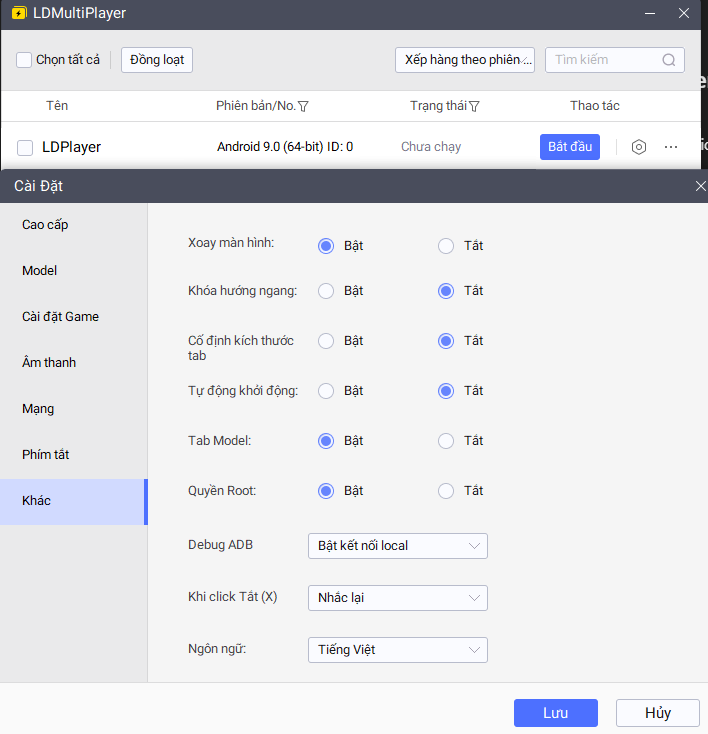 LDMultiPlayer
Chọn tất cả
Đồng loạt
Xếp hàng theo phiên ...
Tìm kiếm
Tên
Phiên bản/No.
Trạng thái
Thao tác
LDPlayer
Android 9.0 (64-bit) ID: 0
Chưa chạy
Bắt đầu
Cài Đặt
Cao cấp
Model
Cài đặt Game
Âm thanh
Mạng
Phím tắt
Khác
Xoay màn hình:
Bật
Tắt
Khóa hướng ngang:
Bật
Tắt
Cố định kích thước
tab
Bật
Tắt
Tự động khởi động:
Bật
Tắt
Tab Model:
Bật
Tắt
Quyền Root:
Bật
Tắt
Debug ADB
Bật kết nối local
Khi click Tắt (X)
Nhắc lại
Ngôn ngữ:
Tiếng Việt
Lưu
Hủy